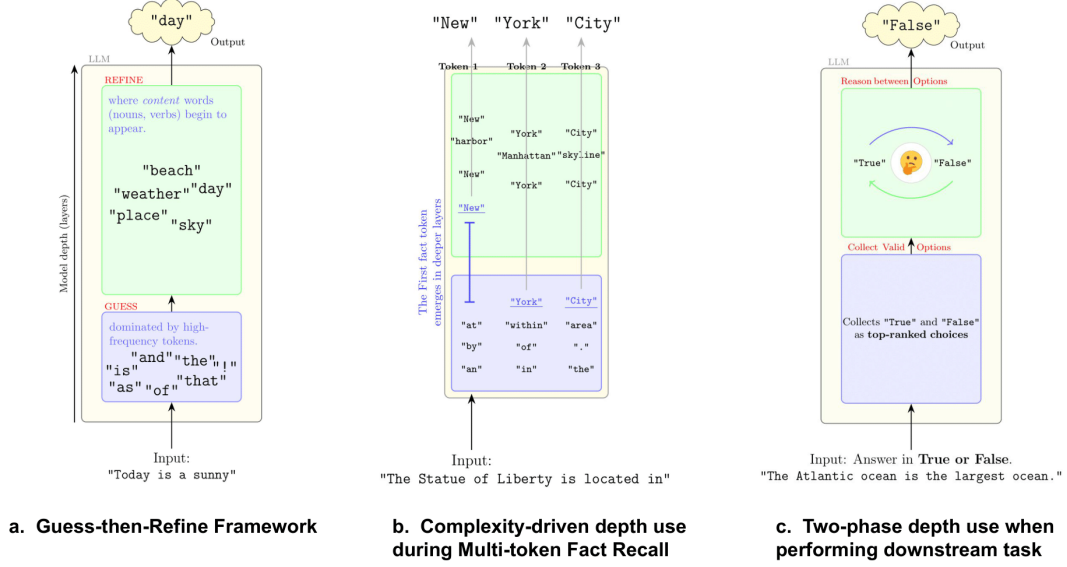 "day"
Output
LLM
REFINE
where content words
(nouns, verbs) begin to
appear.
"beach"
"weather" "day"
"place"
"sky"
GUESS
dominated by high-
frequency tokens.
"and" "the" "!"
"is"
"that"
"as" "of"
Model depth (layers)
Input:
"Today is a sunny"
a. Guess-then-Refine Framework
"New" "York" "City"
Token 1 Token 2 Token 3
"New"
"York" "City"
"harbor"
"Manhattan" "skyline"
"New"
"York" "City"
"New"
The First fact token
emerges in deeper layers
"York" "City"
"at" "within" "area"
"by" "of" "."
"an" "in" "the"
Input:
"The Statue of Liberty is located in"
b. Complexity-driven depth use
during Multi-token Fact Recall
"False"
Output
LLM
Reason between Options
"True" "False"
Collect Valid Options
Collects "True" and "False"
as top-ranked choices
Input: Answer in True or False.
"The Atlantic ocean is the largest ocean."
c. Two-phase depth use when
performing downstream task